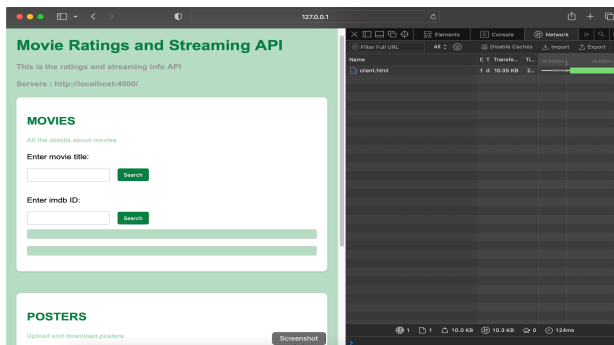 127.0.0.1
Movie Ratings and Streaming API
This is the ratings and streaming info API
Servers : http://localhost:4000/
MOVIES
All the details about movies
Enter movie title:
Search
Enter imdb ID:
Search
POSTERS
Upload and download posters
Screenshot
Elements
Console
Network
Filter Full URL
All
Disable Caches
Import
Export
Name
Transfe...
Ti...
client.html
10.35 KB
2...
1
1
10.0 KB
10.3 KB
0
124ms